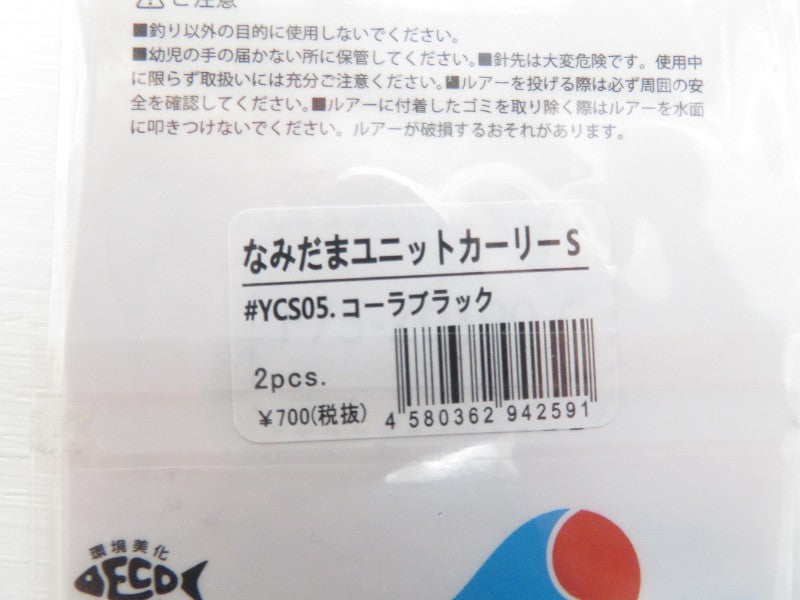 ⚠ご注意
■釣り以外の目的に使用しないでください。
■幼児の手の届かない所に保管してください。■針先は大変危険です。使用中
に限らず取扱いには充分ご注意ください。■ルアーを投げる際は必ず周囲の安
全を確認してください。■ルアーに付着したゴミを取り除く際はルアーを水面
に叩きつけないでください。ルアーが破損するおそれがあります。
なみだまユニットカーリーS
#YCS05.コーラブラック
2pcs.
¥700(税抜)
4 580362 942591
環境美化
ECO